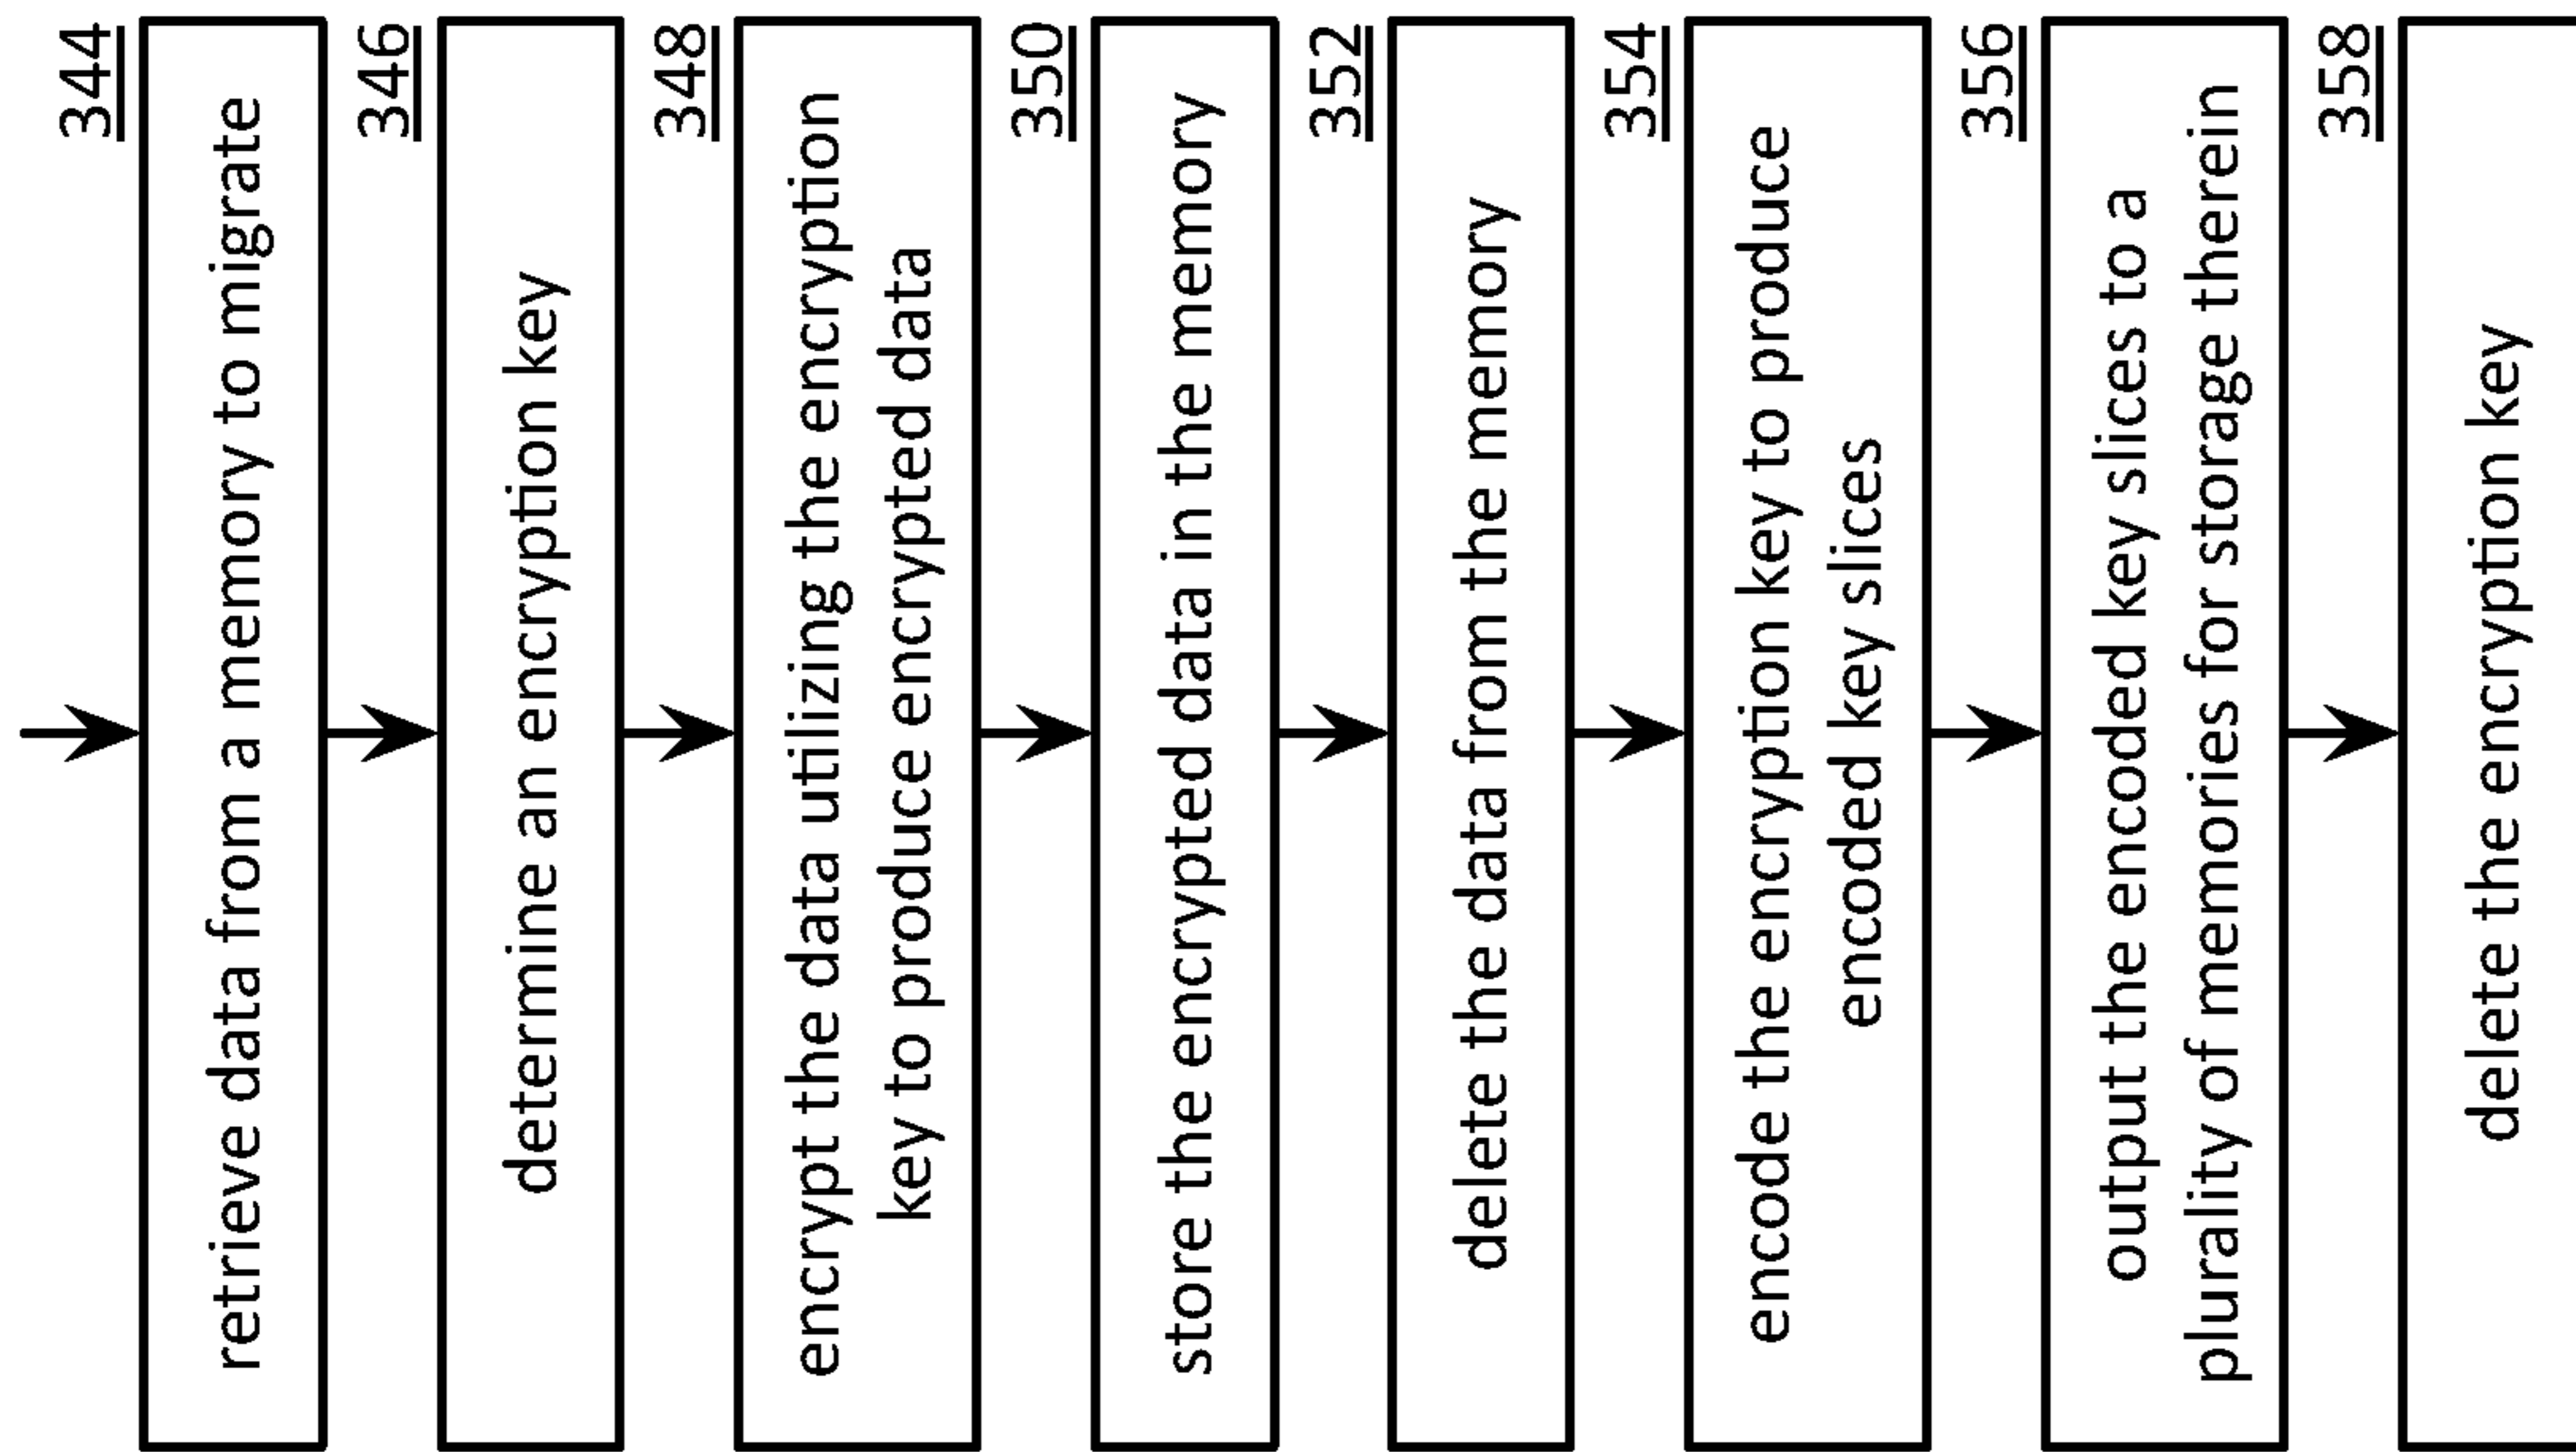 344
retrieve data from a memory to migrate
346
determine an encryption key
348
encrypt the data utilizing the encryption
key to produce encrypted data
350
store the encrypted data in the memory
352
delete the data from the memory
354
encode the encryption key to produce
encoded key slices
356
output the encoded key slices to a
plurality of memories for storage therein
358
delete the encryption key